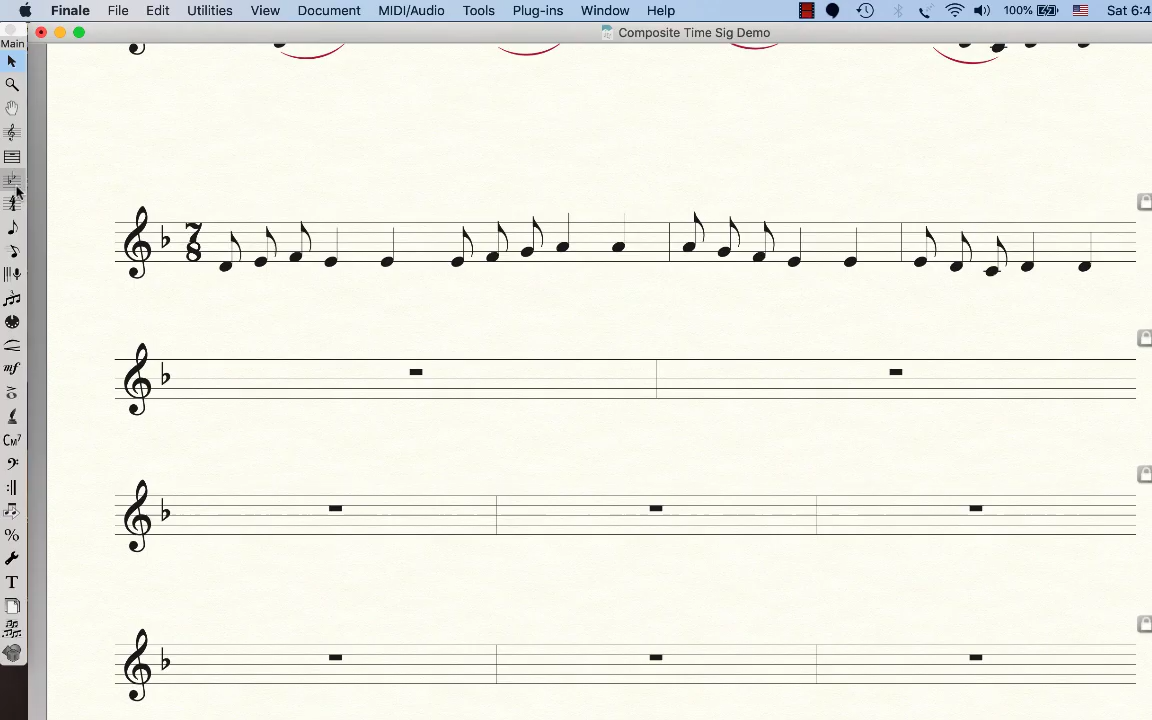 Finale File Edit Utilities View Document MIDI/Audio Tools Plug-ins Window Help 100% Sat 6:4
Main
Composite Time Sig Demo
7
8
mf
CM7
%
T